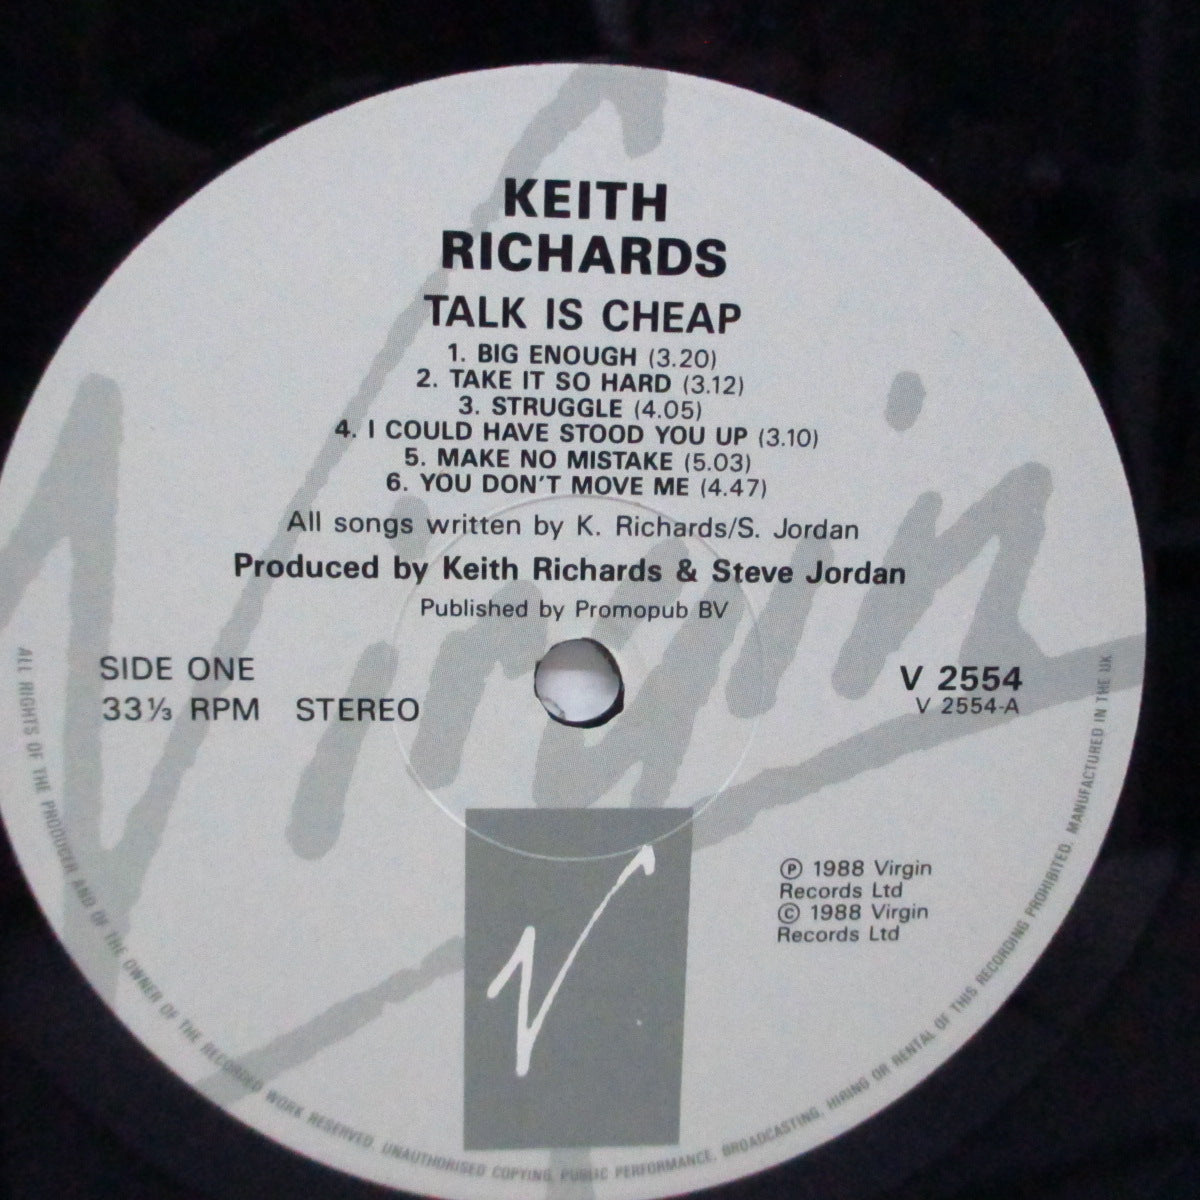 KEITH
RICHARDS
TALK IS CHEAP
1. BIG ENOUGH (3.20)
2. TAKE IT SO HARD (3.12)
3. STRUGGLE (4.05)
4. I COULD HAVE STOOD YOU UP (3.10)
5. MAKE NO MISTAKE (5.03)
6. YOU DON'T MOVE ME (4.47)
All songs written by K. Richards/S. Jordan
Produced by Keith Richards & Steve Jordan
Published by Promopub BV
SIDE ONE
33⅓ RPM STEREO
V 2554
V 2554-A
Virgin
V
℗ 1988 Virgin
Records Ltd
© 1988 Virgin
Records Ltd
ALL RIGHTS OF THE PRODUCER AND OF THE OWNER OF THE RECORDED WORK RESERVED. UNAUTHORISED COPYING, PUBLIC PERFORMANCE, BROADCASTING, HIRING OR RENTAL OF THIS RECORDING PROHIBITED. MANUFACTURED IN THE UK